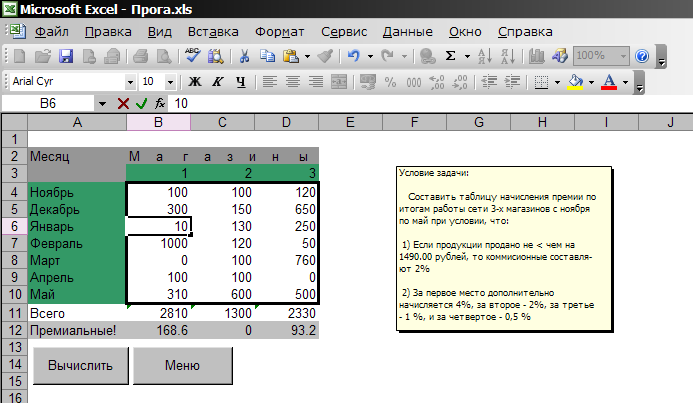 Microsoft Excel - Прога.xls
Файл Правка Вид Вставка Формат Сервис Данные Окно Справка
100%
Arial Cyr 10 Ж К Ч % 000
B6 fx 10
A B C D E F G H I J
1
2 Месяц М а г а з и н ы
3 1 2 3
4 Ноябрь 100 100 120
5 Декабрь 300 150 650
6 Январь 10 130 250
7 Февраль 1000 120 50
8 Март 0 100 760
9 Апрель 100 100 0
10 Май 310 600 500
11 Всего 2810 1300 2330
12 Премиальные! 168.6 0 93.2
13
14 Вычислить Меню
15
16
Условие задачи:
Составить таблицу начисления премии по
итогам работы сети 3-х магазинов с ноября
по май при условии, что:
1) Если продукции продано не < чем на
1490.00 рублей, то коммисионные составля-
ют 2%
2) За первое место дополнительно
начисляется 4%, за второе - 2%, за третье
- 1 %, и за четвертое - 0,5 %